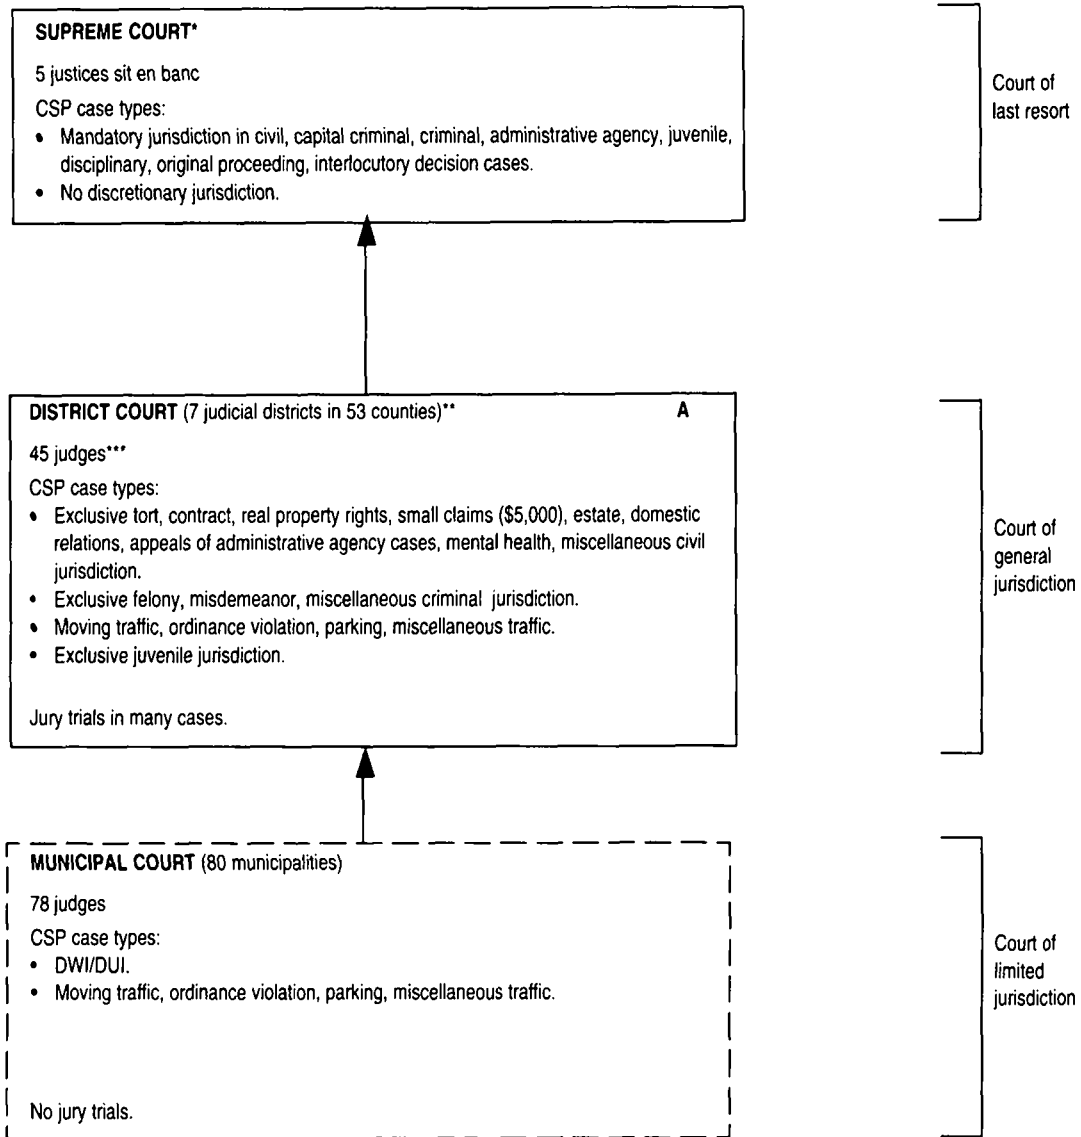 SUPREME COURT*
5 justices sit en banc
CSP case types:
• Mandatory jurisdiction in civil, capital criminal, criminal, administrative agency, juvenile,
disciplinary, original proceeding, interlocutory decision cases.
• No discretionary jurisdiction.
Court of
last resort
DISTRICT COURT (7 judicial districts in 53 counties)** A
45 judges***
CSP case types:
• Exclusive tort, contract, real property rights, small claims ($5,000), estate, domestic
relations, appeals of administrative agency cases, mental health, miscellaneous civil
jurisdiction.
• Exclusive felony, misdemeanor, miscellaneous criminal jurisdiction.
• Moving traffic, ordinance violation, parking, miscellaneous traffic.
• Exclusive juvenile jurisdiction.
Jury trials in many cases.
Court of
general
jurisdiction
MUNICIPAL COURT (80 municipalities)
78 judges
CSP case types:
• DWI/DUI.
• Moving traffic, ordinance violation, parking, miscellaneous traffic.
No jury trials.
Court of
limited
jurisdiction